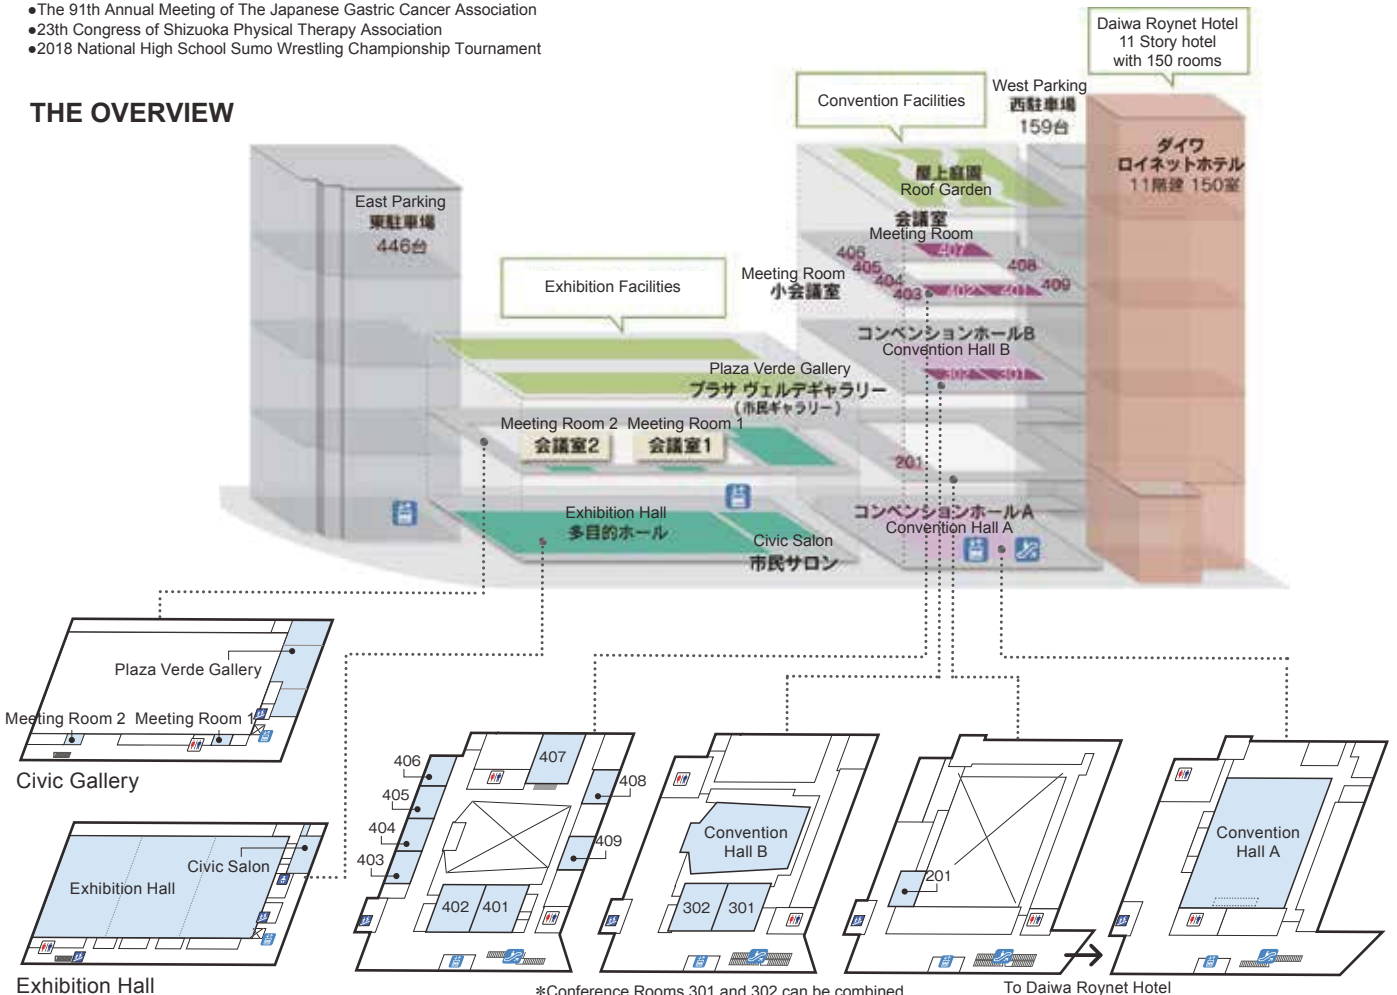 ●The 91th Annual Meeting of The Japanese Gastric Cancer Association
●23th Congress of Shizuoka Physical Therapy Association
●2018 National High School Sumo Wrestling Championship Tournament
THE OVERVIEW
Daiwa Roynet Hotel
11 Story hotel
with 150 rooms
Convention Facilities
West Parking
西駐車場
159台
ダイワ
ロイネットホテル
11階建 150室
屋上庭園
Roof Garden
East Parking
東駐車場
446台
会議室
Meeting Room
407
406
405
404
403
402
401
408
409
Meeting Room
小会議室
Exhibition Facilities
コンベンションホールB
Convention Hall B
302
301
Plaza Verde Gallery
プラサ ヴェルデギャラリー
(市民ギャラリー)
Meeting Room 2
会議室2
Meeting Room 1
会議室1
201
Exhibition Hall
多目的ホール
Civic Salon
市民サロン
コンベンションホールA
Convention Hall A
Plaza Verde Gallery
Meeting Room 2
Meeting Room 1
Civic Gallery
Civic Salon
Exhibition Hall
Exhibition Hall
406
405
404
403
407
408
409
402
401
Convention
Hall B
302
301
*Conference Rooms 301 and 302 can be combined
201
To Daiwa Roynet Hotel
Convention
Hall A